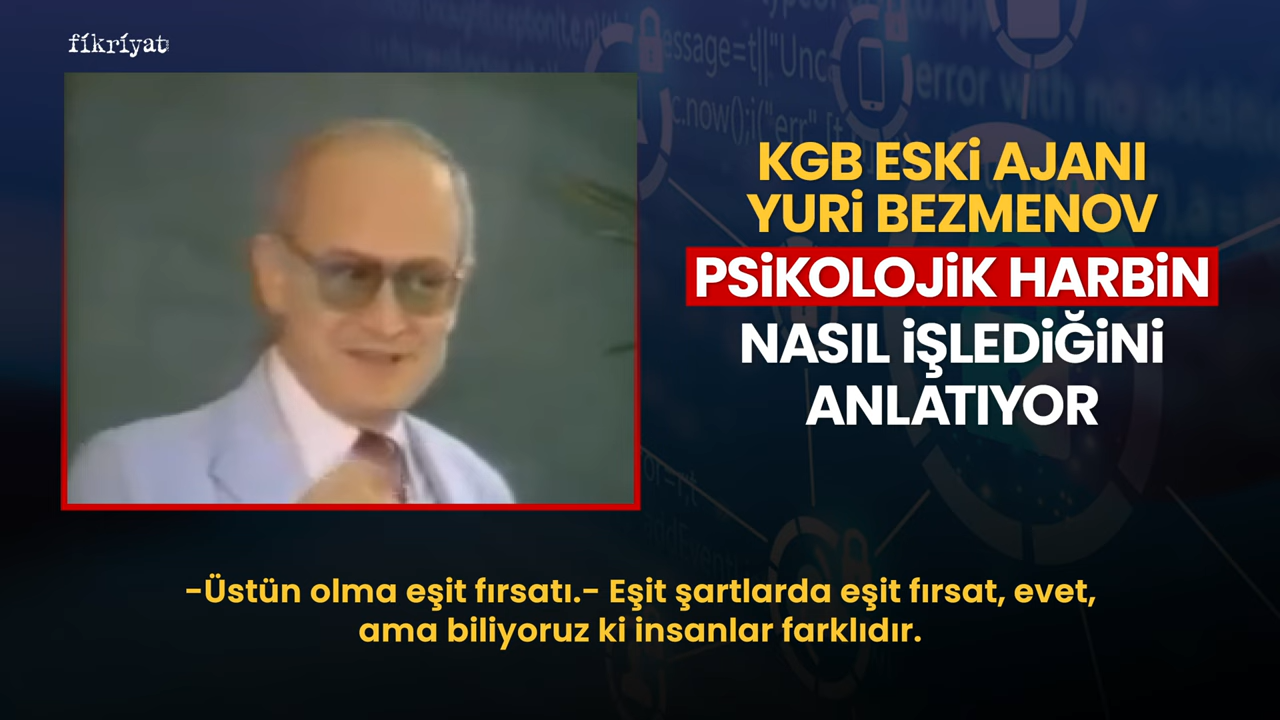 fikriyat
KGB ESKİ AJANI
YURİ BEZMENOV
PSİKOLOJİK HARBİN
NASIL İŞLEDİĞİNİ
ANLATIYOR
-Üstün olma eşit fırsatı.- Eşit şartlarda eşit fırsat, evet,
ama biliyoruz ki insanlar farklıdır.